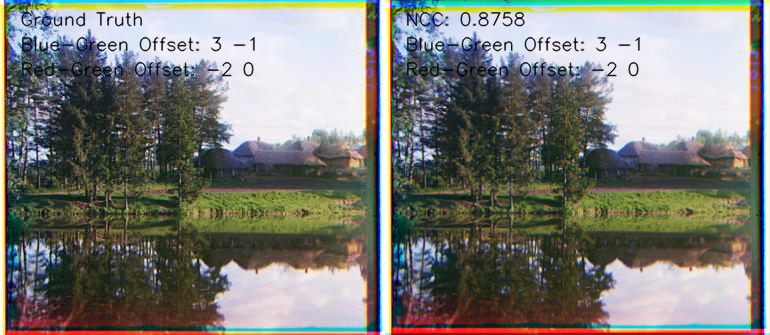 Ground Truth
Blue-Green Offset: 3 -1
Red-Green Offset: -2 0
NCC: 0.8758
Blue-Green Offset: 3 -1
Red-Green Offset: -2 0